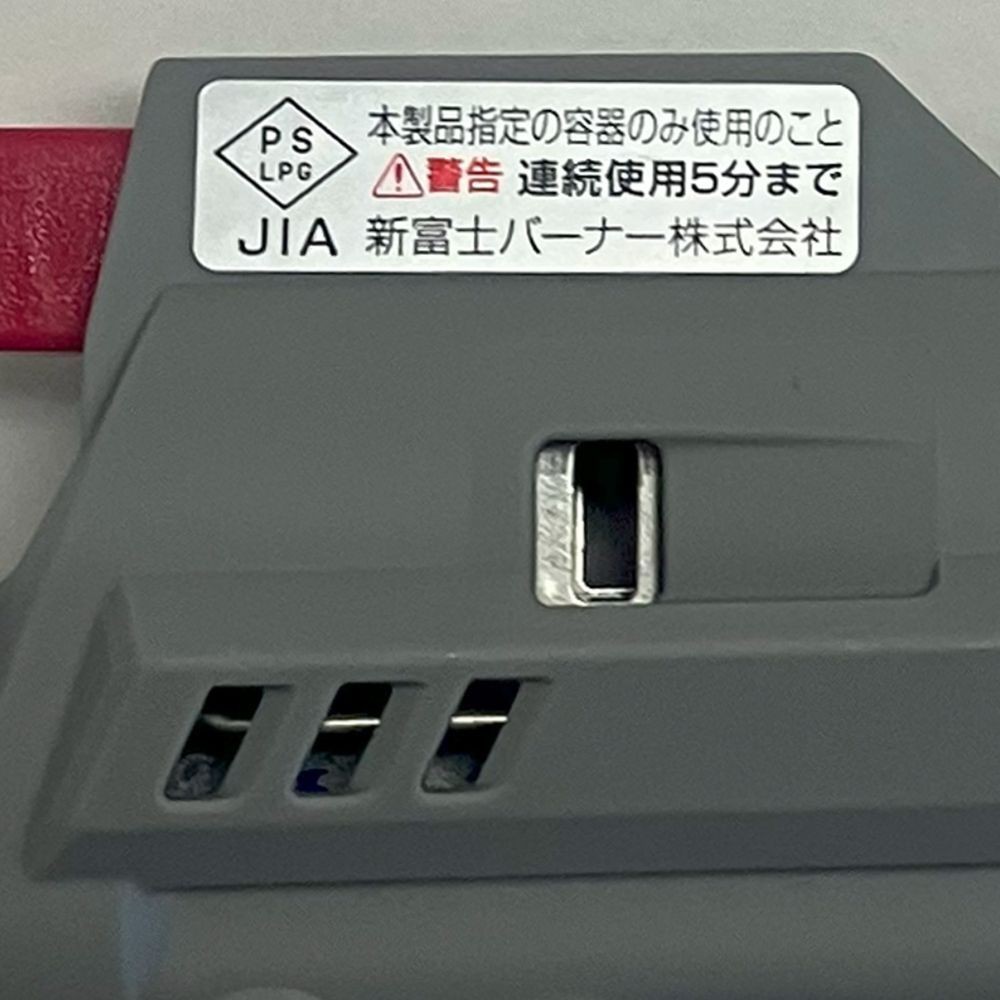 PS
LPG
JIA
本製品指定の容器のみ使用のこと
警告 連続使用5分まで
新富士バーナー株式会社